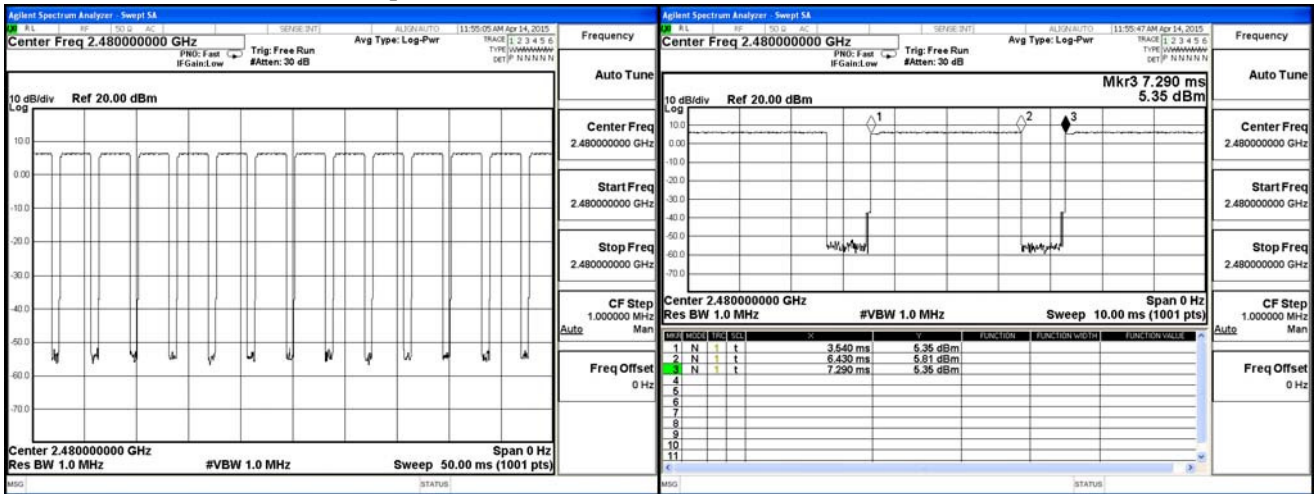 Agilent Spectrum Analyzer - Swept SA
RL RF 50 Ω AC SENSE:INT ALIGNAUTO 11:55:05 AM Apr 14, 2015
Center Freq 2.480000000 GHz
PNO: Fast
IFGain:Low
Trig: Free Run
#Atten: 30 dB
Avg Type: Log-Pwr
TRACE 1 2 3 4 5 6
TYPE
DET P N N N N N
10 dB/div Ref 20.00 dBm
Log
10.0
0.00
-10.0
-20.0
-30.0
-40.0
-50.0
-60.0
-70.0
Center 2.480000000 GHz Span 0 Hz
Res BW 1.0 MHz #VBW 1.0 MHz Sweep 50.00 ms (1001 pts)
MSG STATUS
Frequency
Auto Tune
Center Freq
2.480000000 GHz
Start Freq
2.480000000 GHz
Stop Freq
2.480000000 GHz
CF Step
1.000000 MHz
Auto Man
Freq Offset
0 Hz
Agilent Spectrum Analyzer - Swept SA
RL RF 50 Ω AC SENSE:INT ALIGNAUTO 11:55:47 AM Apr 14, 2015
Center Freq 2.480000000 GHz
PNO: Fast
IFGain:Low
Trig: Free Run
#Atten: 30 dB
Avg Type: Log-Pwr
TRACE 1 2 3 4 5 6
TYPE
DET P N N N N N
Mkr3 7.290 ms
5.35 dBm
10 dB/div Ref 20.00 dBm
Log
10.0
0.00
-10.0
-20.0
-30.0
-40.0
-50.0
-60.0
-70.0
1 2 3
Center 2.480000000 GHz Span 0 Hz
Res BW 1.0 MHz #VBW 1.0 MHz Sweep 10.00 ms (1001 pts)
MKR MODE TRC SCL X Y FUNCTION FUNCTION WIDTH FUNCTION VALUE
1 N 1 t 3.540 ms 5.35 dBm
2 N 1 t 6.430 ms 5.81 dBm
3 N 1 t 7.290 ms 5.35 dBm
4
5
6
7
8
9
10
11
MSG STATUS
Frequency
Auto Tune
Center Freq
2.480000000 GHz
Start Freq
2.480000000 GHz
Stop Freq
2.480000000 GHz
CF Step
1.000000 MHz
Auto Man
Freq Offset
0 Hz